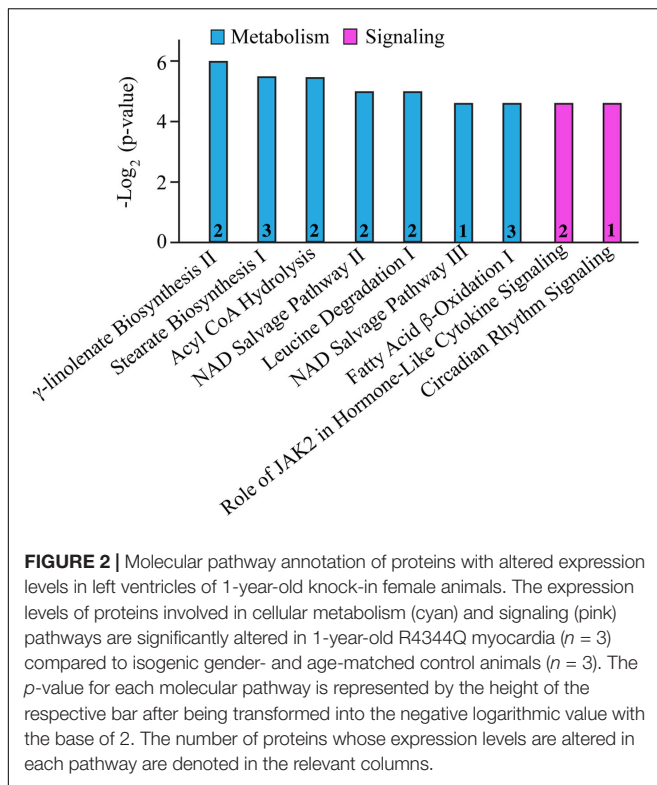 Metabolism Signaling
6
4
2
0
-Log₂ (p-value)
2 3 2 2 2 1 3 2 1
γ-linolenate Biosynthesis II
Stearate Biosynthesis I
Acyl CoA Hydrolysis
NAD Salvage Pathway II
Leucine Degradation I
NAD Salvage Pathway III
Fatty Acid β-Oxidation I
Role of JAK2 in Hormone-Like Cytokine Signaling
Circadian Rhythm Signaling
FIGURE 2 | Molecular pathway annotation of proteins with altered expression
levels in left ventricles of 1-year-old knock-in female animals. The expression
levels of proteins involved in cellular metabolism (cyan) and signaling (pink)
pathways are significantly altered in 1-year-old R4344Q myocardia (n = 3)
compared to isogenic gender- and age-matched control animals (n = 3). The
p-value for each molecular pathway is represented by the height of the
respective bar after being transformed into the negative logarithmic value with
the base of 2. The number of proteins whose expression levels are altered in
each pathway are denoted in the relevant columns.